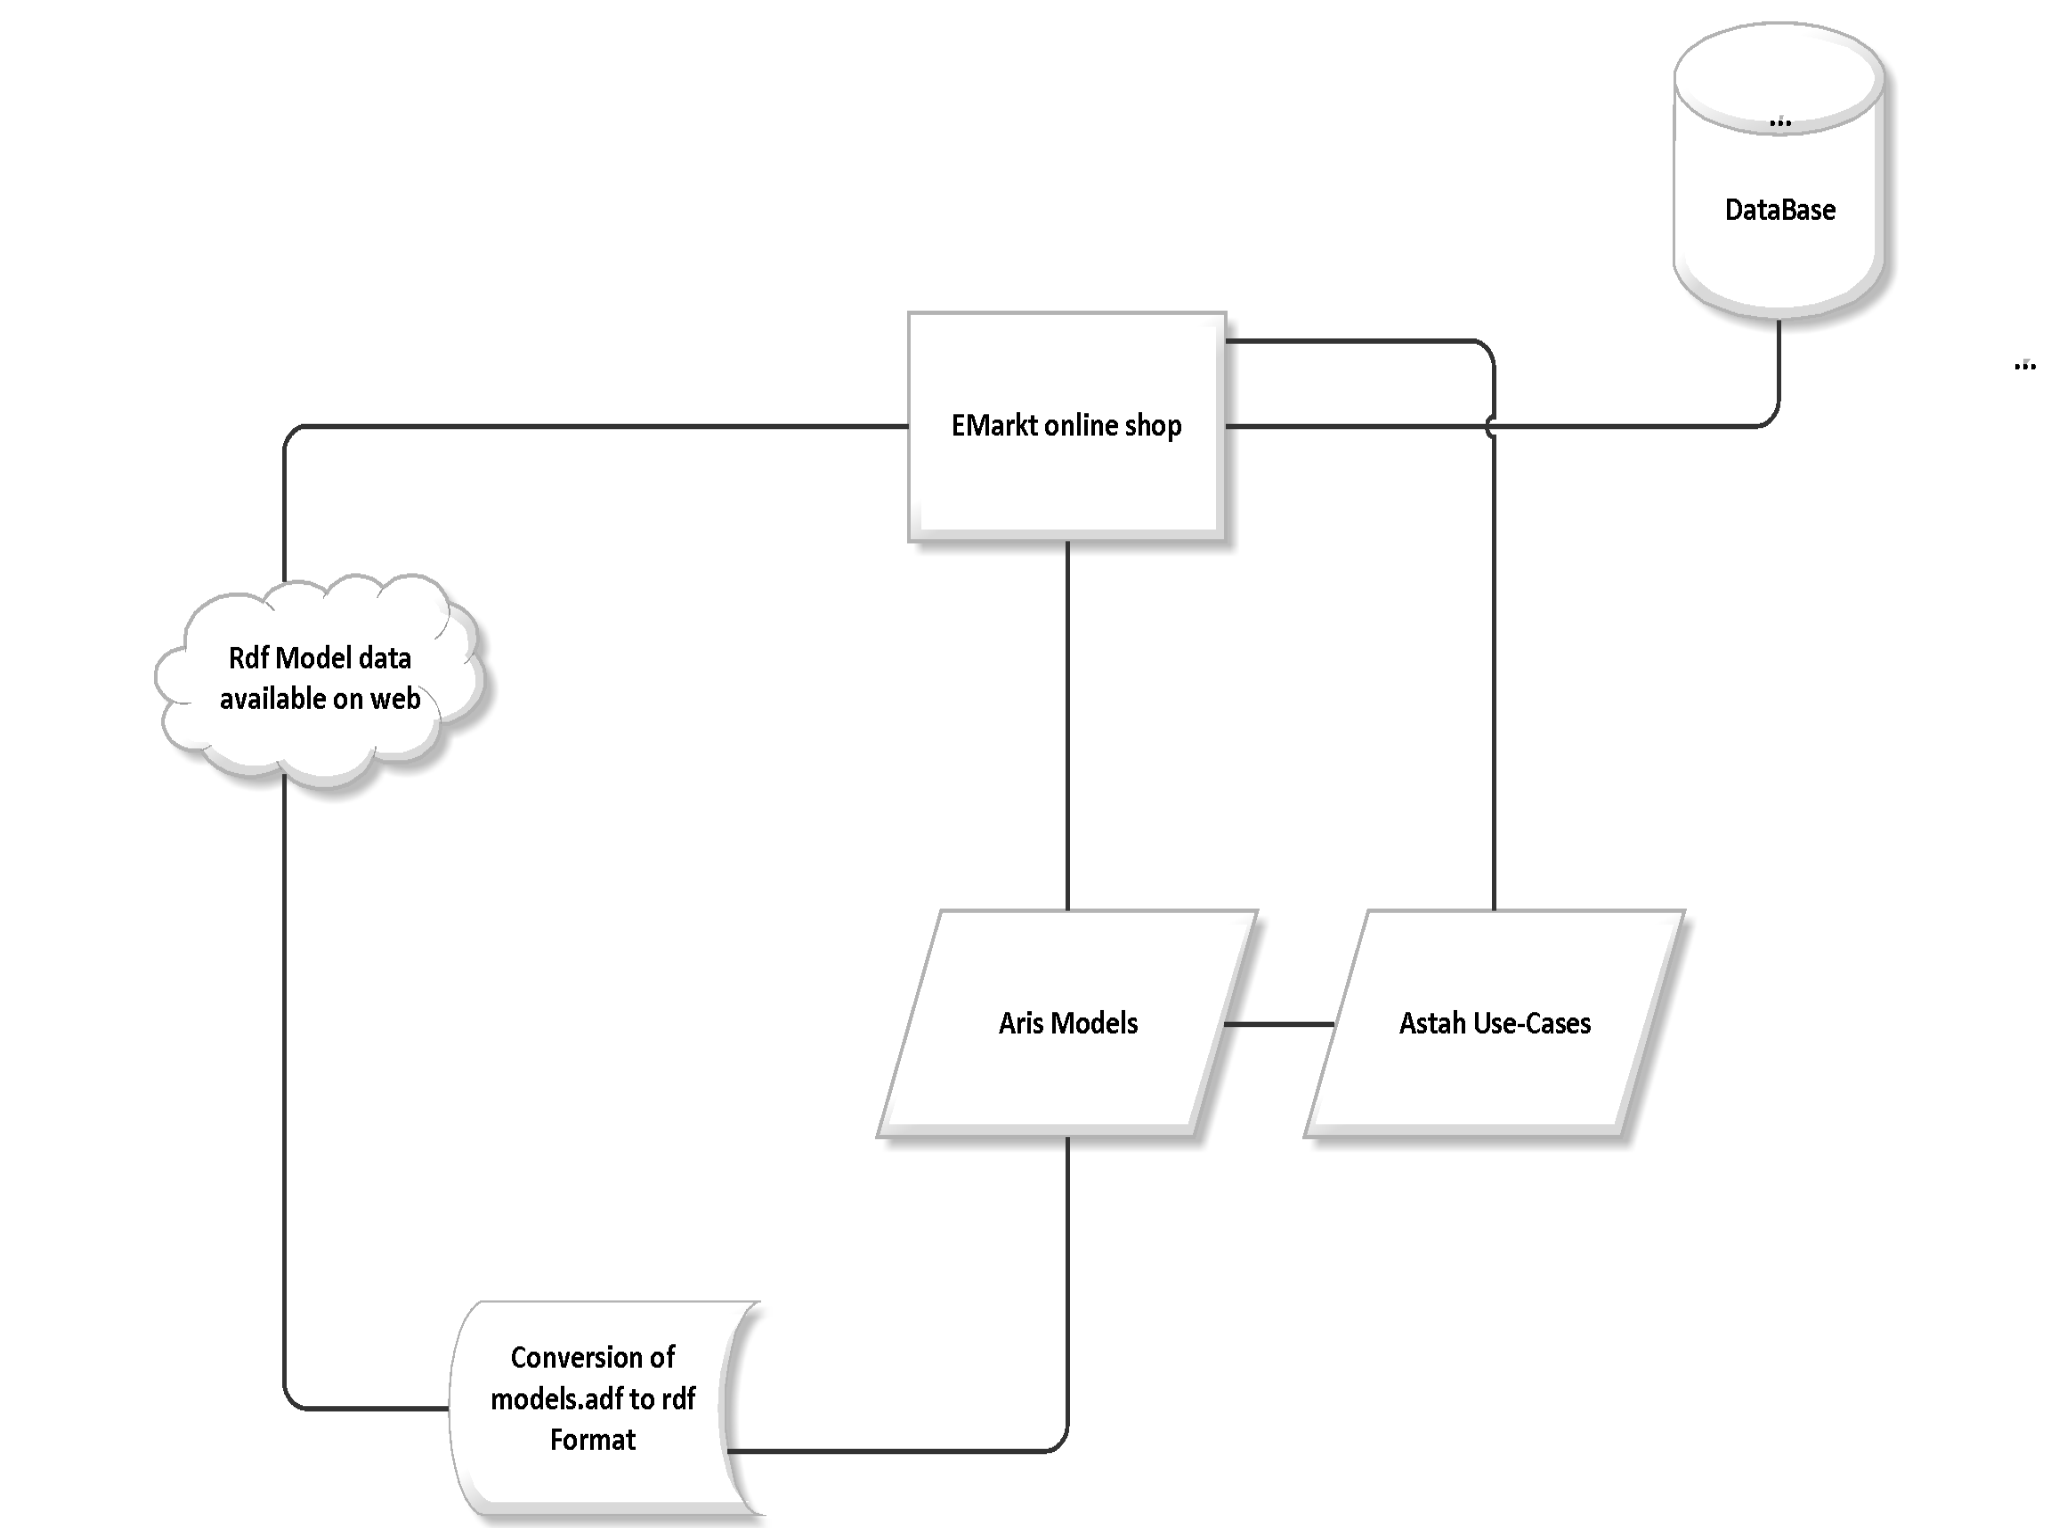 ...
DataBase
...
EMarkt online shop
Rdf Model data
available on web
Aris Models
Astah Use-Cases
Conversion of
models.adf to rdf
Format